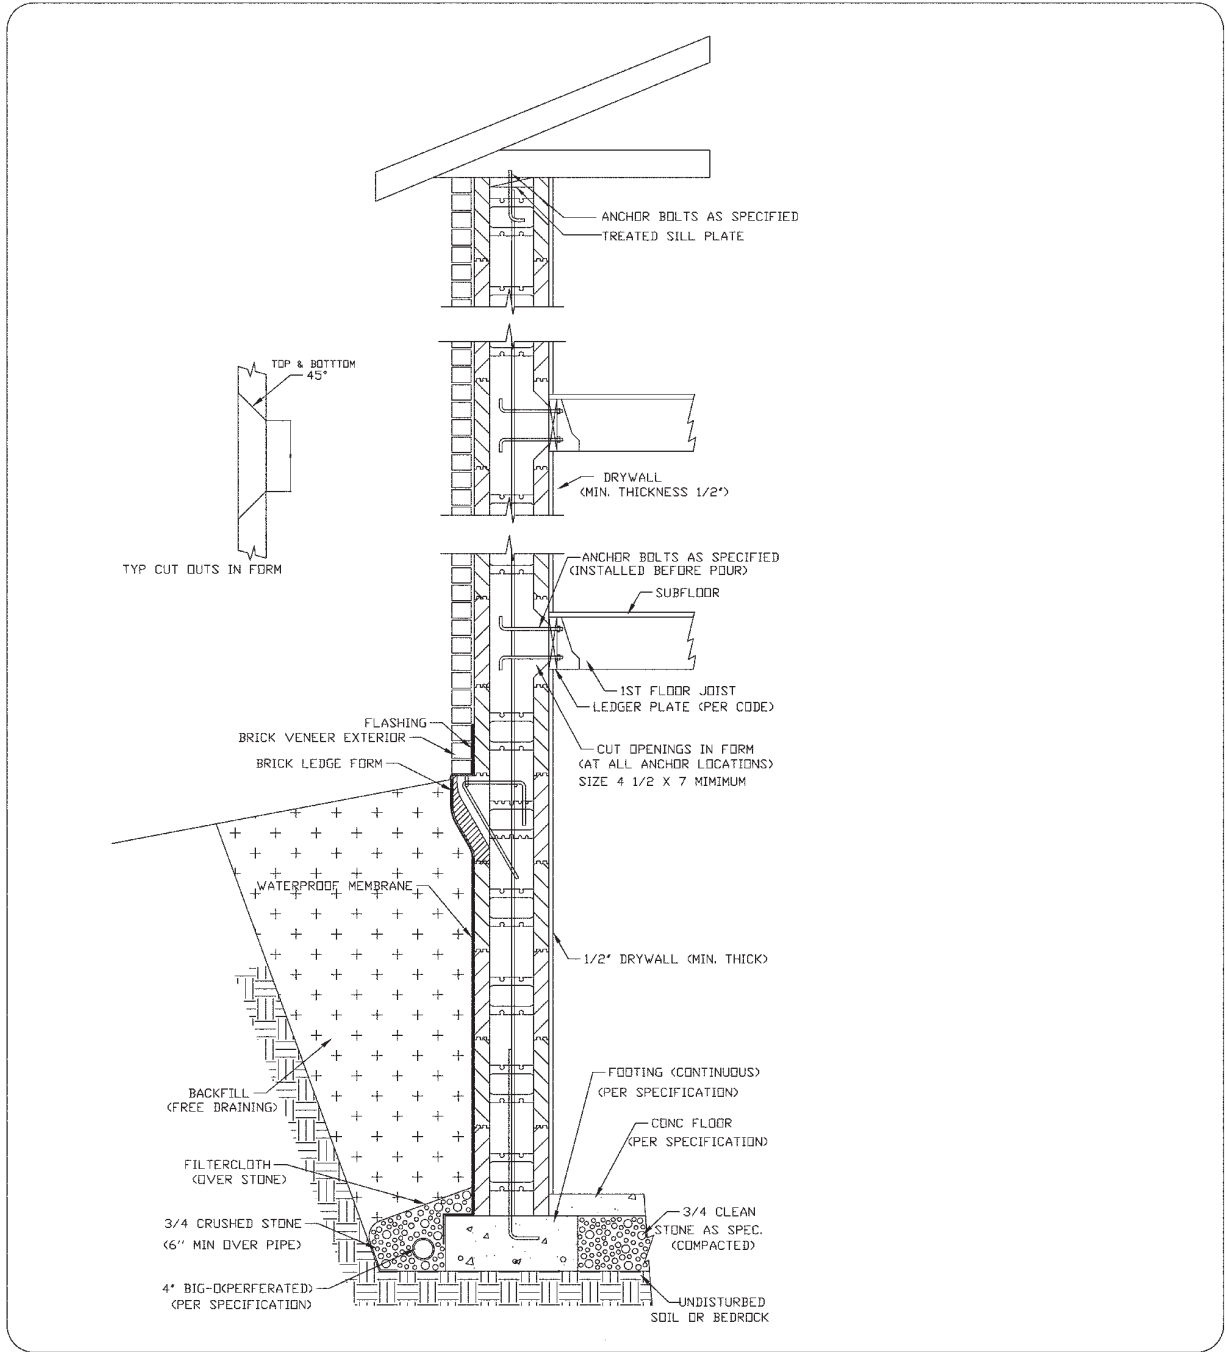 ANCHOR BOLTS AS SPECIFIED
TREATED SILL PLATE
TOP & BOTTTOM
45°
TYP CUT OUTS IN FORM
DRYWALL
(MIN. THICKNESS 1/2")
ANCHOR BOLTS AS SPECIFIED
(INSTALLED BEFORE POUR)
SUBFLOOR
1ST FLOOR JOIST
LEDGER PLATE (PER CODE)
FLASHING
BRICK VENEER EXTERIOR
BRICK LEDGE FORM
CUT OPENINGS IN FORM
(AT ALL ANCHOR LOCATIONS)
SIZE 4 1/2 X 7 MIMIMUM
WATERPROOF MEMBRANE
1/2" DRYWALL (MIN. THICK)
BACKFILL
(FREE DRAINING)
FOOTING (CONTINUOUS)
(PER SPECIFICATION)
CONC FLOOR
(PER SPECIFICATION)
FILTERCLOTH
(OVER STONE)
3/4 CRUSHED STONE
(6" MIN OVER PIPE)
4" BIG-O(PERFERATED)
(PER SPECIFICATION)
3/4 CLEAN
STONE AS SPEC.
(COMPACTED)
UNDISTURBED
SOIL OR BEDROCK